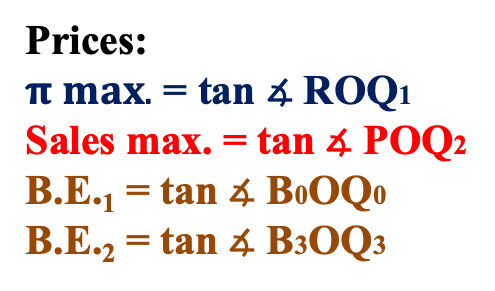 Prices:
π max. = tan ∡ ROQ₁
Sales max. = tan ∡ POQ₂
B.E.₁ = tan ∡ B₀OQ₀
B.E.₂ = tan ∡ B₃OQ₃